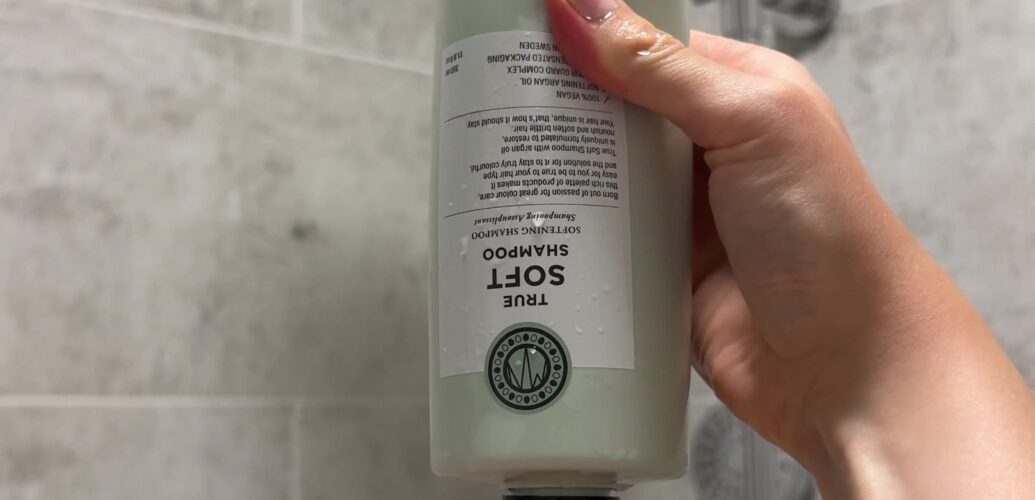 TRUE
SOFT
SHAMPOO
SOFTENING SHAMPOO
Shampooing Assouplissant
Born out of passion for great colour care,
this rich palette of products makes it
easy for you to be true to your hair type
and the solution for it to stay truly colourful.
True Soft Shampoo with argan oil
is uniquely formulated to restore,
nourish and soften brittle hair.
Your hair is unique, that's how it should stay.
✓ 100% VEGAN
SOFTENING ARGAN OIL
COMPLEX
PACKAGING
SWEDEN
350 ml